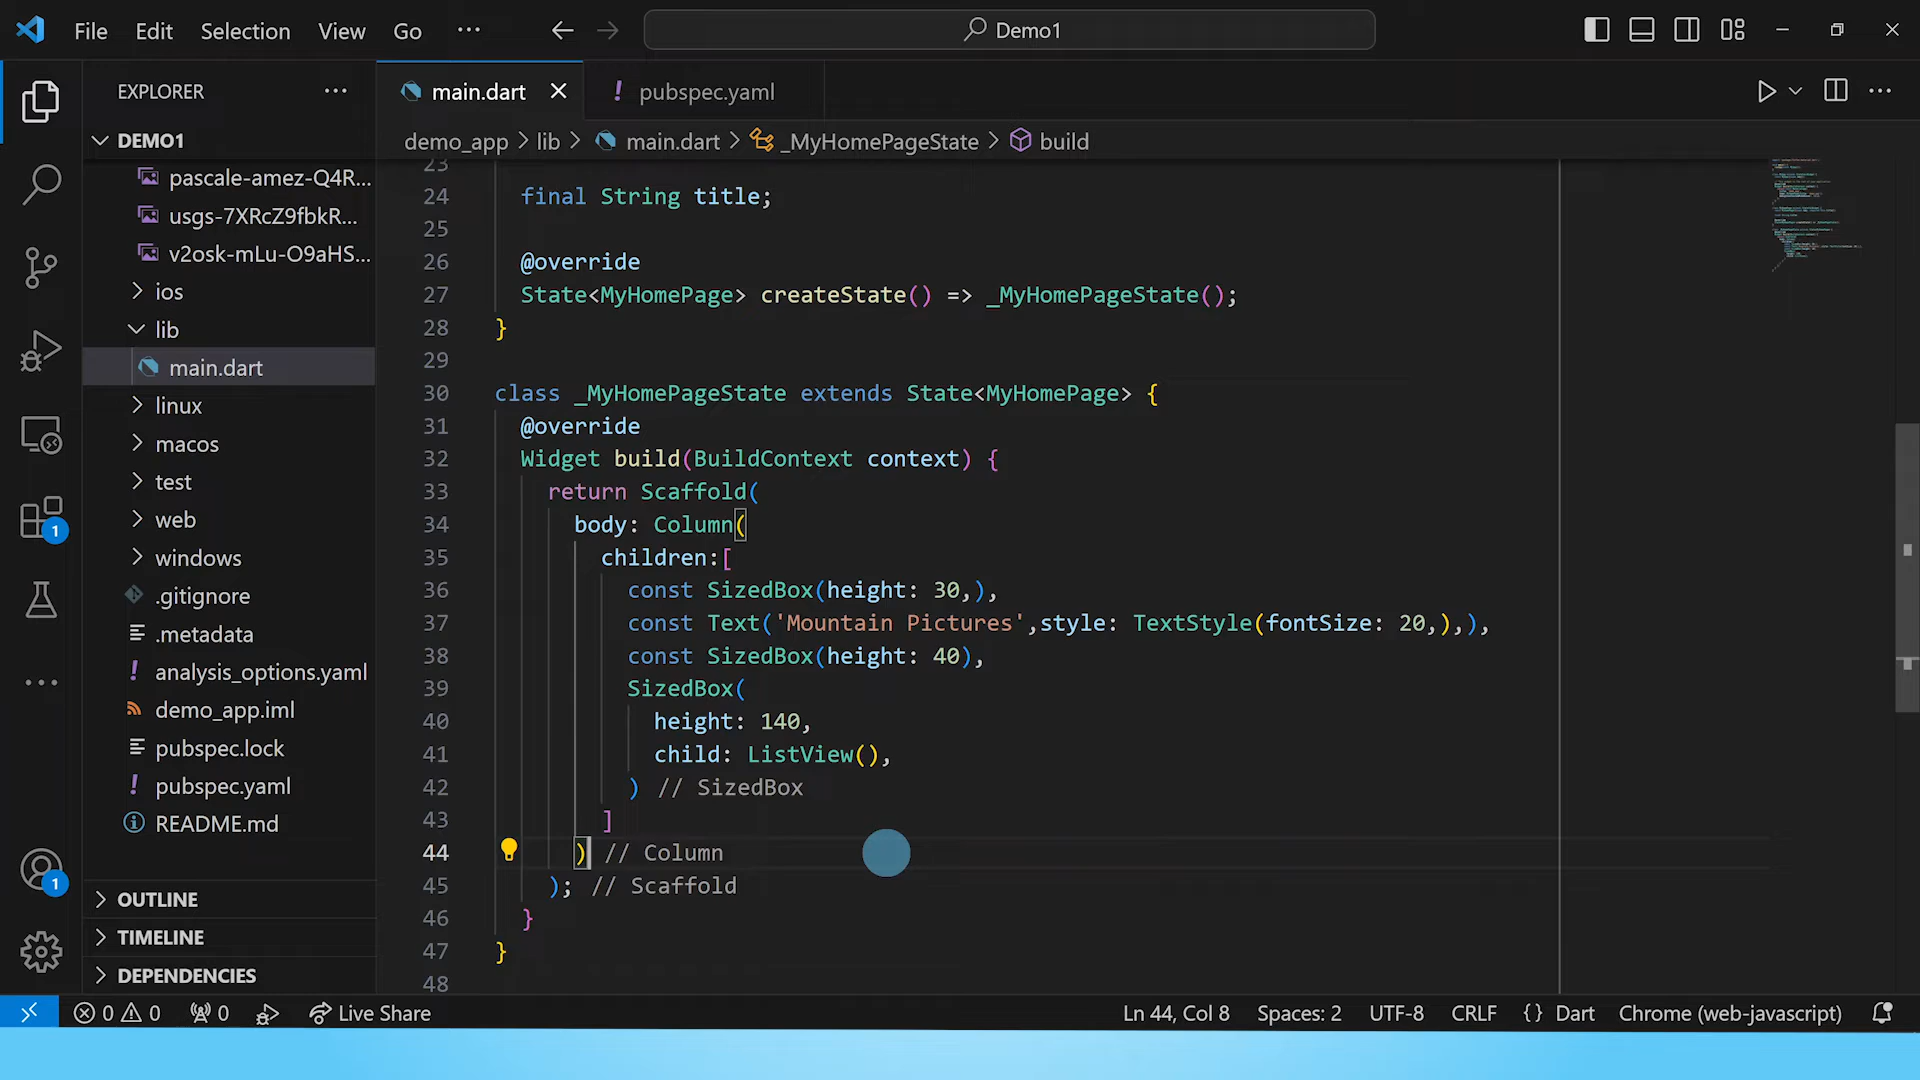 File Edit Selection View Go ··· Demo1
EXPLORER ···
main.dart
! pubspec.yaml
demo_app > lib > main.dart > _MyHomePageState > build
DEMO1
pascale-amez-Q4R...
usgs-7XRcZ9fbkR...
v2osk-mLu-O9aHS...
ios
lib
main.dart
linux
macos
test
web
windows
.gitignore
.metadata
! analysis_options.yaml
demo_app.iml
pubspec.lock
! pubspec.yaml
README.md
OUTLINE
TIMELINE
DEPENDENCIES
1
1
23
24 final String title;
25
26 @override
27 State<MyHomePage> createState() => _MyHomePageState();
28 }
29
30 class _MyHomePageState extends State<MyHomePage> {
31 @override
32 Widget build(BuildContext context) {
33 return Scaffold(
34 body: Column(
35 children:[
36 const SizedBox(height: 30,),
37 const Text('Mountain Pictures',style: TextStyle(fontSize: 20,),),
38 const SizedBox(height: 40),
39 SizedBox(
40 height: 140,
41 child: ListView(),
42 ) // SizedBox
43 ]
44 ) // Column
45 ); // Scaffold
46 }
47 }
48
0 0 0 Live Share Ln 44, Col 8 Spaces: 2 UTF-8 CRLF {} Dart Chrome (web-javascript)